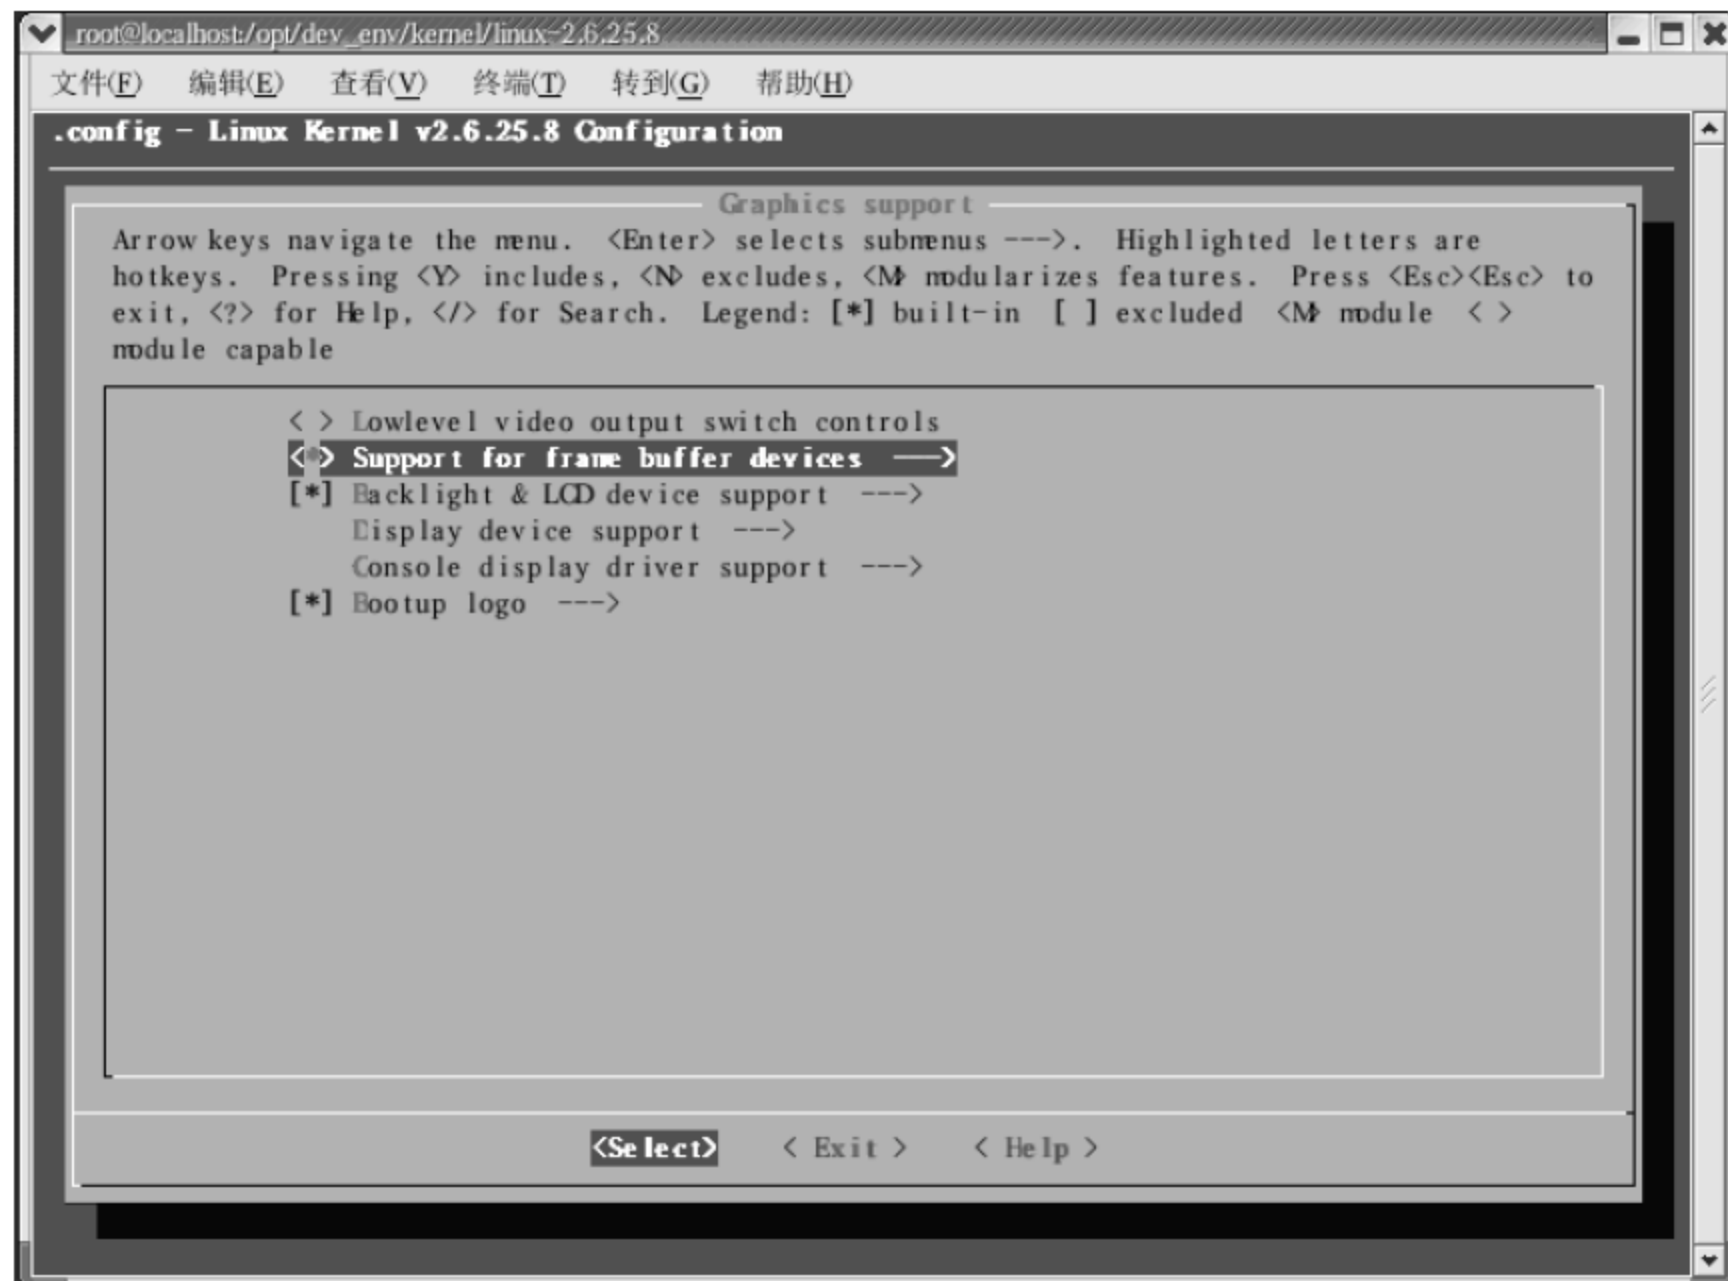 root@localhost:/opt/dev_env/kernel/linux-2.6.25.8
文件(F) 编辑(E) 查看(V) 终端(T) 转到(G) 帮助(H)
.config - Linux Kernel v2.6.25.8 Configuration
Graphics support
Arrow keys navigate the menu. <Enter> selects submenus --->. Highlighted letters are
hotkeys. Pressing <Y> includes, <N> excludes, <M> modularizes features. Press <Esc><Esc> to
exit, <?> for Help, </> for Search. Legend: [*] built-in [ ] excluded <M> module < >
module capable
< > Lowlevel video output switch controls
<*> Support for frame buffer devices --->
[*] Backlight & LCD device support --->
Display device support --->
Console display driver support --->
[*] Bootup logo --->
<Select> < Exit > < Help >